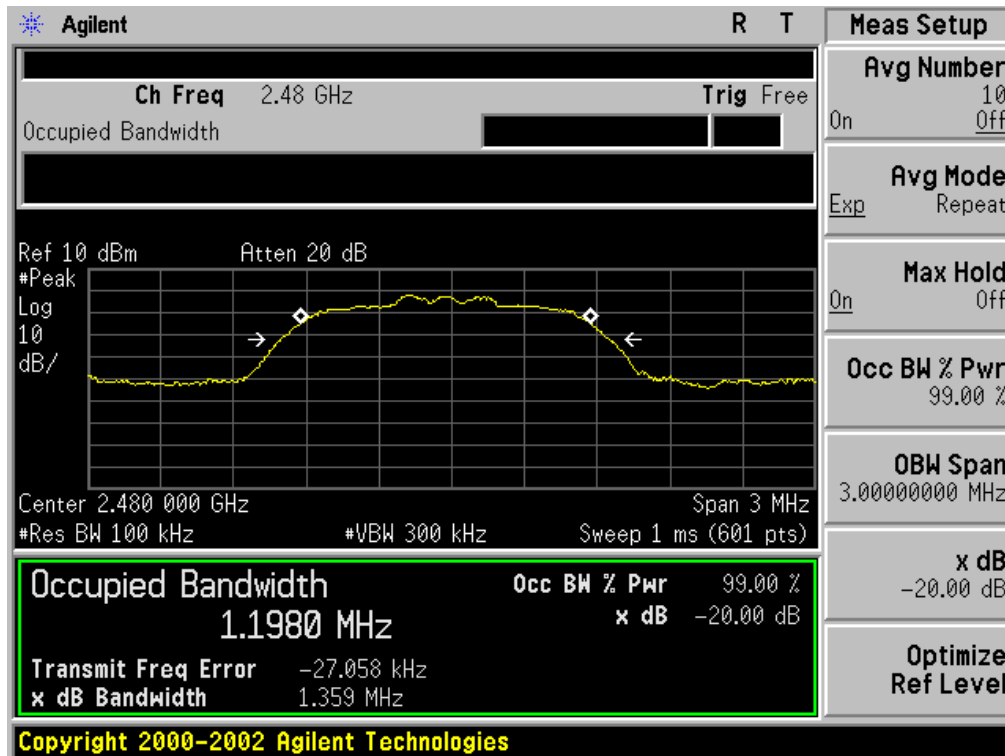 Agilent R T
Ch Freq 2.48 GHz Trig Free
Occupied Bandwidth
Ref 10 dBm Atten 20 dB
#Peak
Log
10
dB/
Center 2.480 000 GHz Span 3 MHz
#Res BW 100 kHz #VBW 300 kHz Sweep 1 ms (601 pts)
Occupied Bandwidth Occ BW % Pwr 99.00 %
1.1980 MHz x dB -20.00 dB
Transmit Freq Error -27.058 kHz
x dB Bandwidth 1.359 MHz
Copyright 2000-2002 Agilent Technologies
Meas Setup
Avg Number
10
On Off
Avg Mode
Exp Repeat
Max Hold
On Off
Occ BW % Pwr
99.00 %
OBW Span
3.00000000 MHz
x dB
-20.00 dB
Optimize
Ref Level